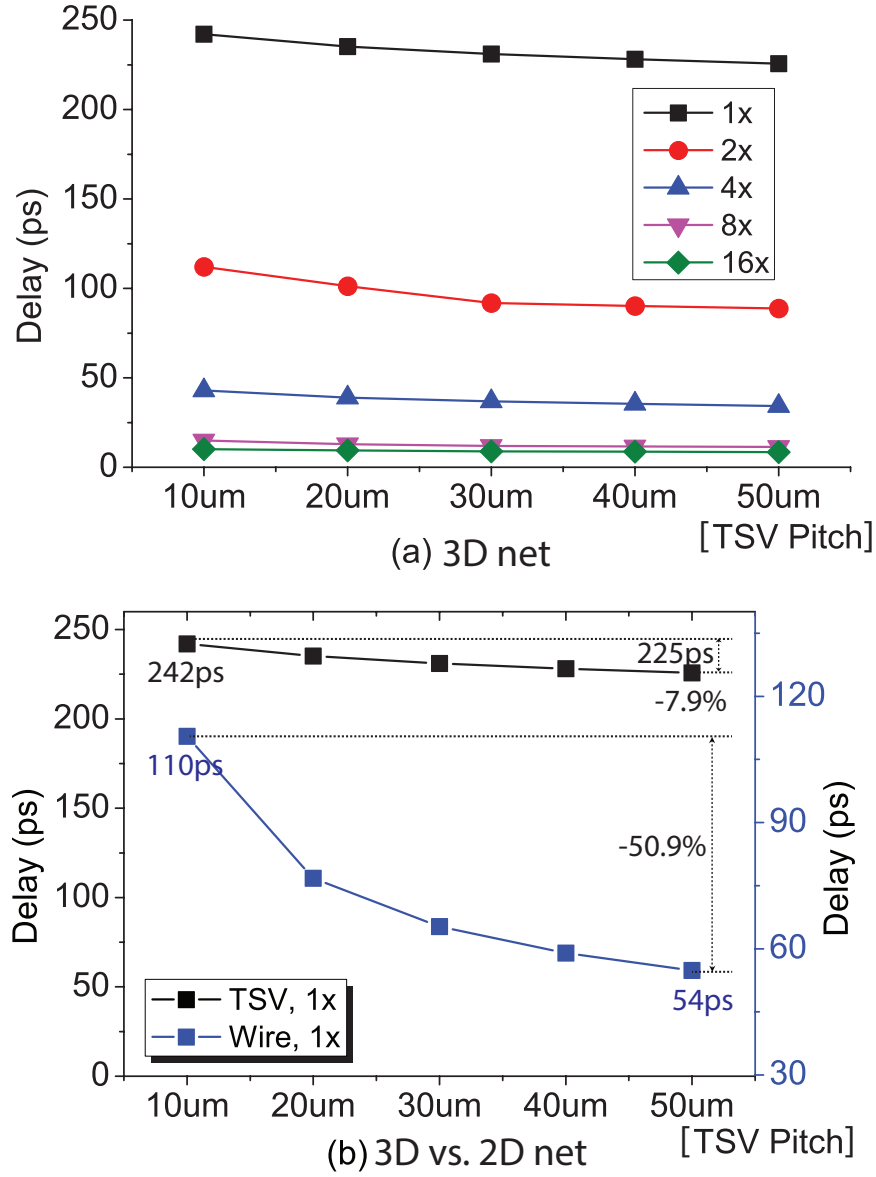 250
200
150
100
50
0
Delay (ps)
1x
2x
4x
8x
16x
10um 20um 30um 40um 50um
[TSV Pitch]
(a) 3D net
250
200
150
100
50
0
Delay (ps)
242ps
225ps
-7.9%
110ps
-50.9%
54ps
TSV, 1x
Wire, 1x
120
90
60
30
Delay (ps)
10um 20um 30um 40um 50um
[TSV Pitch]
(b) 3D vs. 2D net